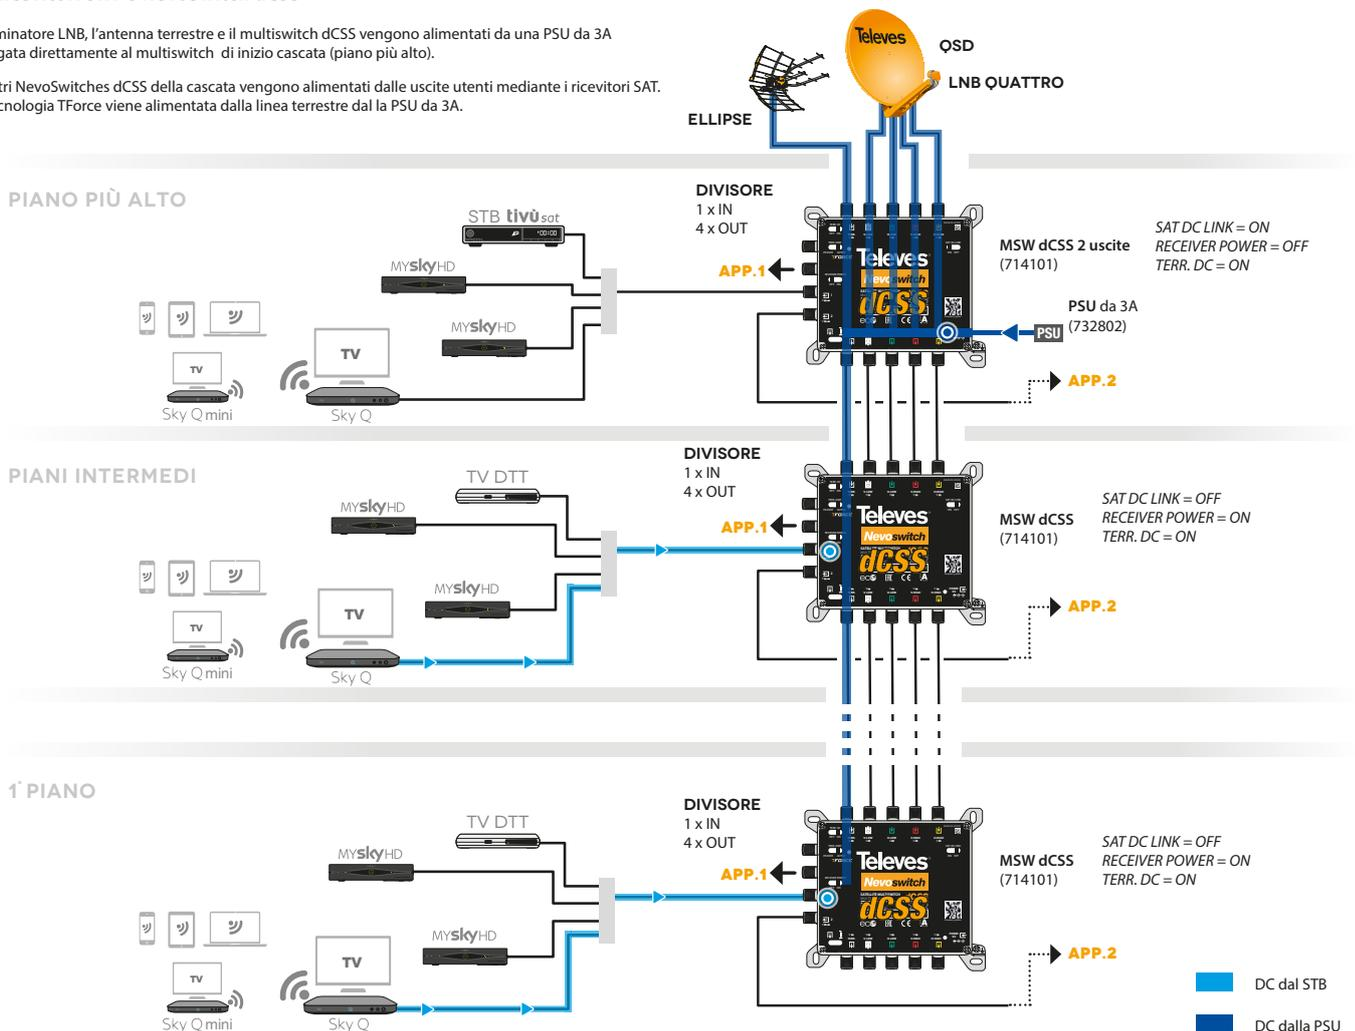 minatore LNB, l'antenna terrestre e il multiswitch dCSS vengono alimentati da una PSU da 3A
gata direttamente al multiswitch di inizio cascata (piano più alto).
tri NevoSwitches dCSS della cascata vengono alimentati dalle uscite utenti mediante i ricevitori SAT.
cnologia TForce viene alimentata dalla linea terrestre dal la PSU da 3A.
Televes
QSD
LNB QUATTRO
ELLIPSE
PIANO PIÙ ALTO
DIVISORE
1 x IN
4 x OUT
STB tivùsat
MYskyHD
MYskyHD
APP.1
TV
TV
Sky Q mini
Sky Q
Televes
Nevoswitch
dCSS
MSW dCSS 2 uscite
(714101)
SAT DC LINK = ON
RECEIVER POWER = OFF
TERR. DC = ON
PSU da 3A
(732802)
PSU
APP.2
PIANI INTERMEDI
DIVISORE
1 x IN
4 x OUT
TV DTT
MYskyHD
MYskyHD
APP.1
TV
TV
Sky Q mini
Sky Q
Televes
Nevoswitch
dCSS
MSW dCSS
(714101)
SAT DC LINK = OFF
RECEIVER POWER = ON
TERR. DC = ON
APP.2
1° PIANO
DIVISORE
1 x IN
4 x OUT
TV DTT
MYskyHD
MYskyHD
APP.1
TV
TV
Sky Q mini
Sky Q
Televes
Nevoswitch
dCSS
MSW dCSS
(714101)
SAT DC LINK = OFF
RECEIVER POWER = ON
TERR. DC = ON
APP.2
DC dal STB
DC dalla PSU